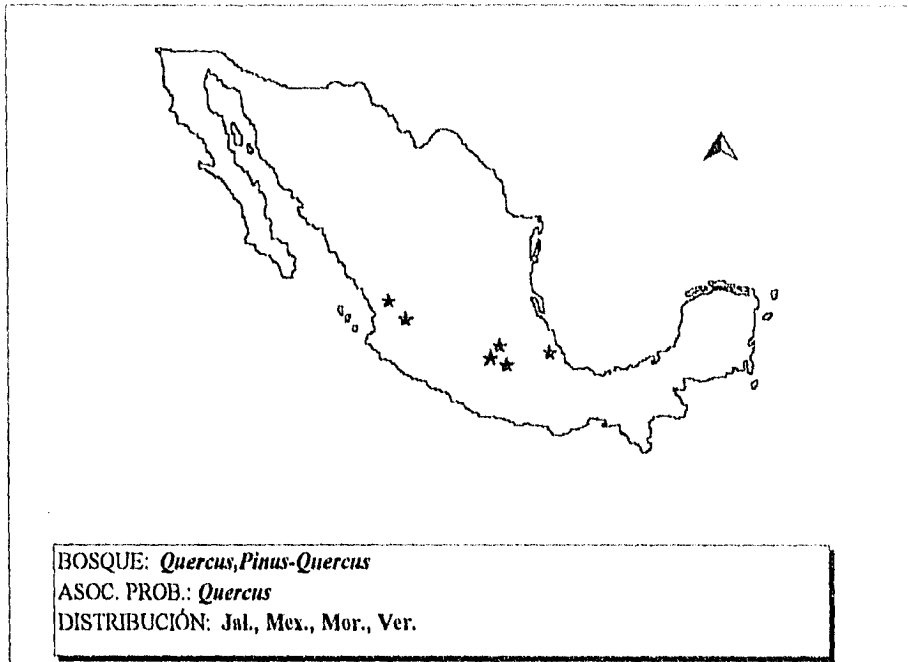 BOSQUE: Quercus,Pinus-Quercus
ASOC. PROB.: Quercus
DISTRIBUCIÓN: Jal., Mex., Mor., Ver.